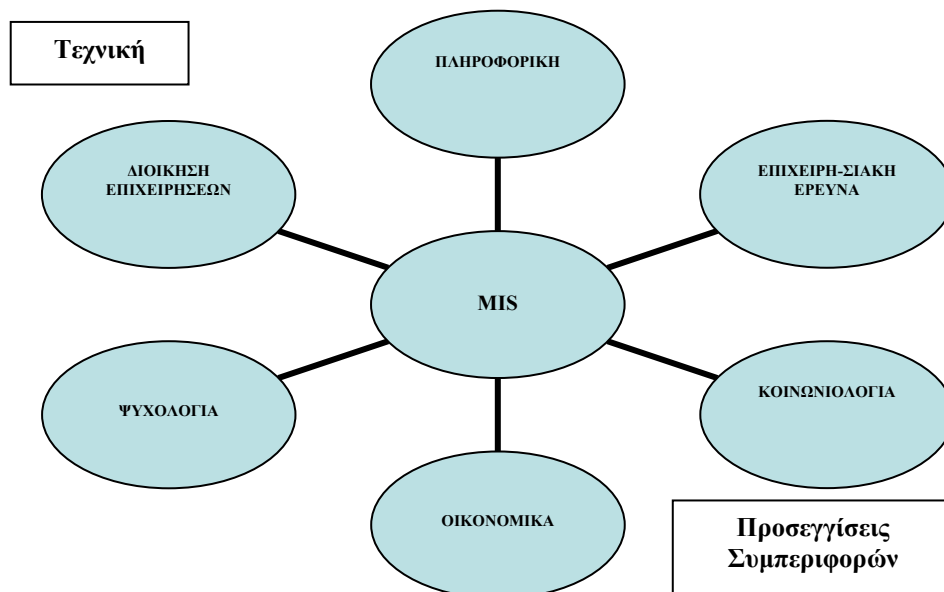 Τεχνική
ΠΛΗΡΟΦΟΡΙΚΗ
ΔΙΟΙΚΗΣΗ
ΕΠΙΧΕΙΡΗΣΕΩΝ
ΕΠΙΧΕΙΡΗ-ΣΙΑΚΗ
ΕΡΕΥΝΑ
MIS
ΨΥΧΟΛΟΓΙΑ
ΚΟΙΝΩΝΙΟΛΟΓΙΑ
ΟΙΚΟΝΟΜΙΚΑ
Προσεγγίσεις
Συμπεριφορών